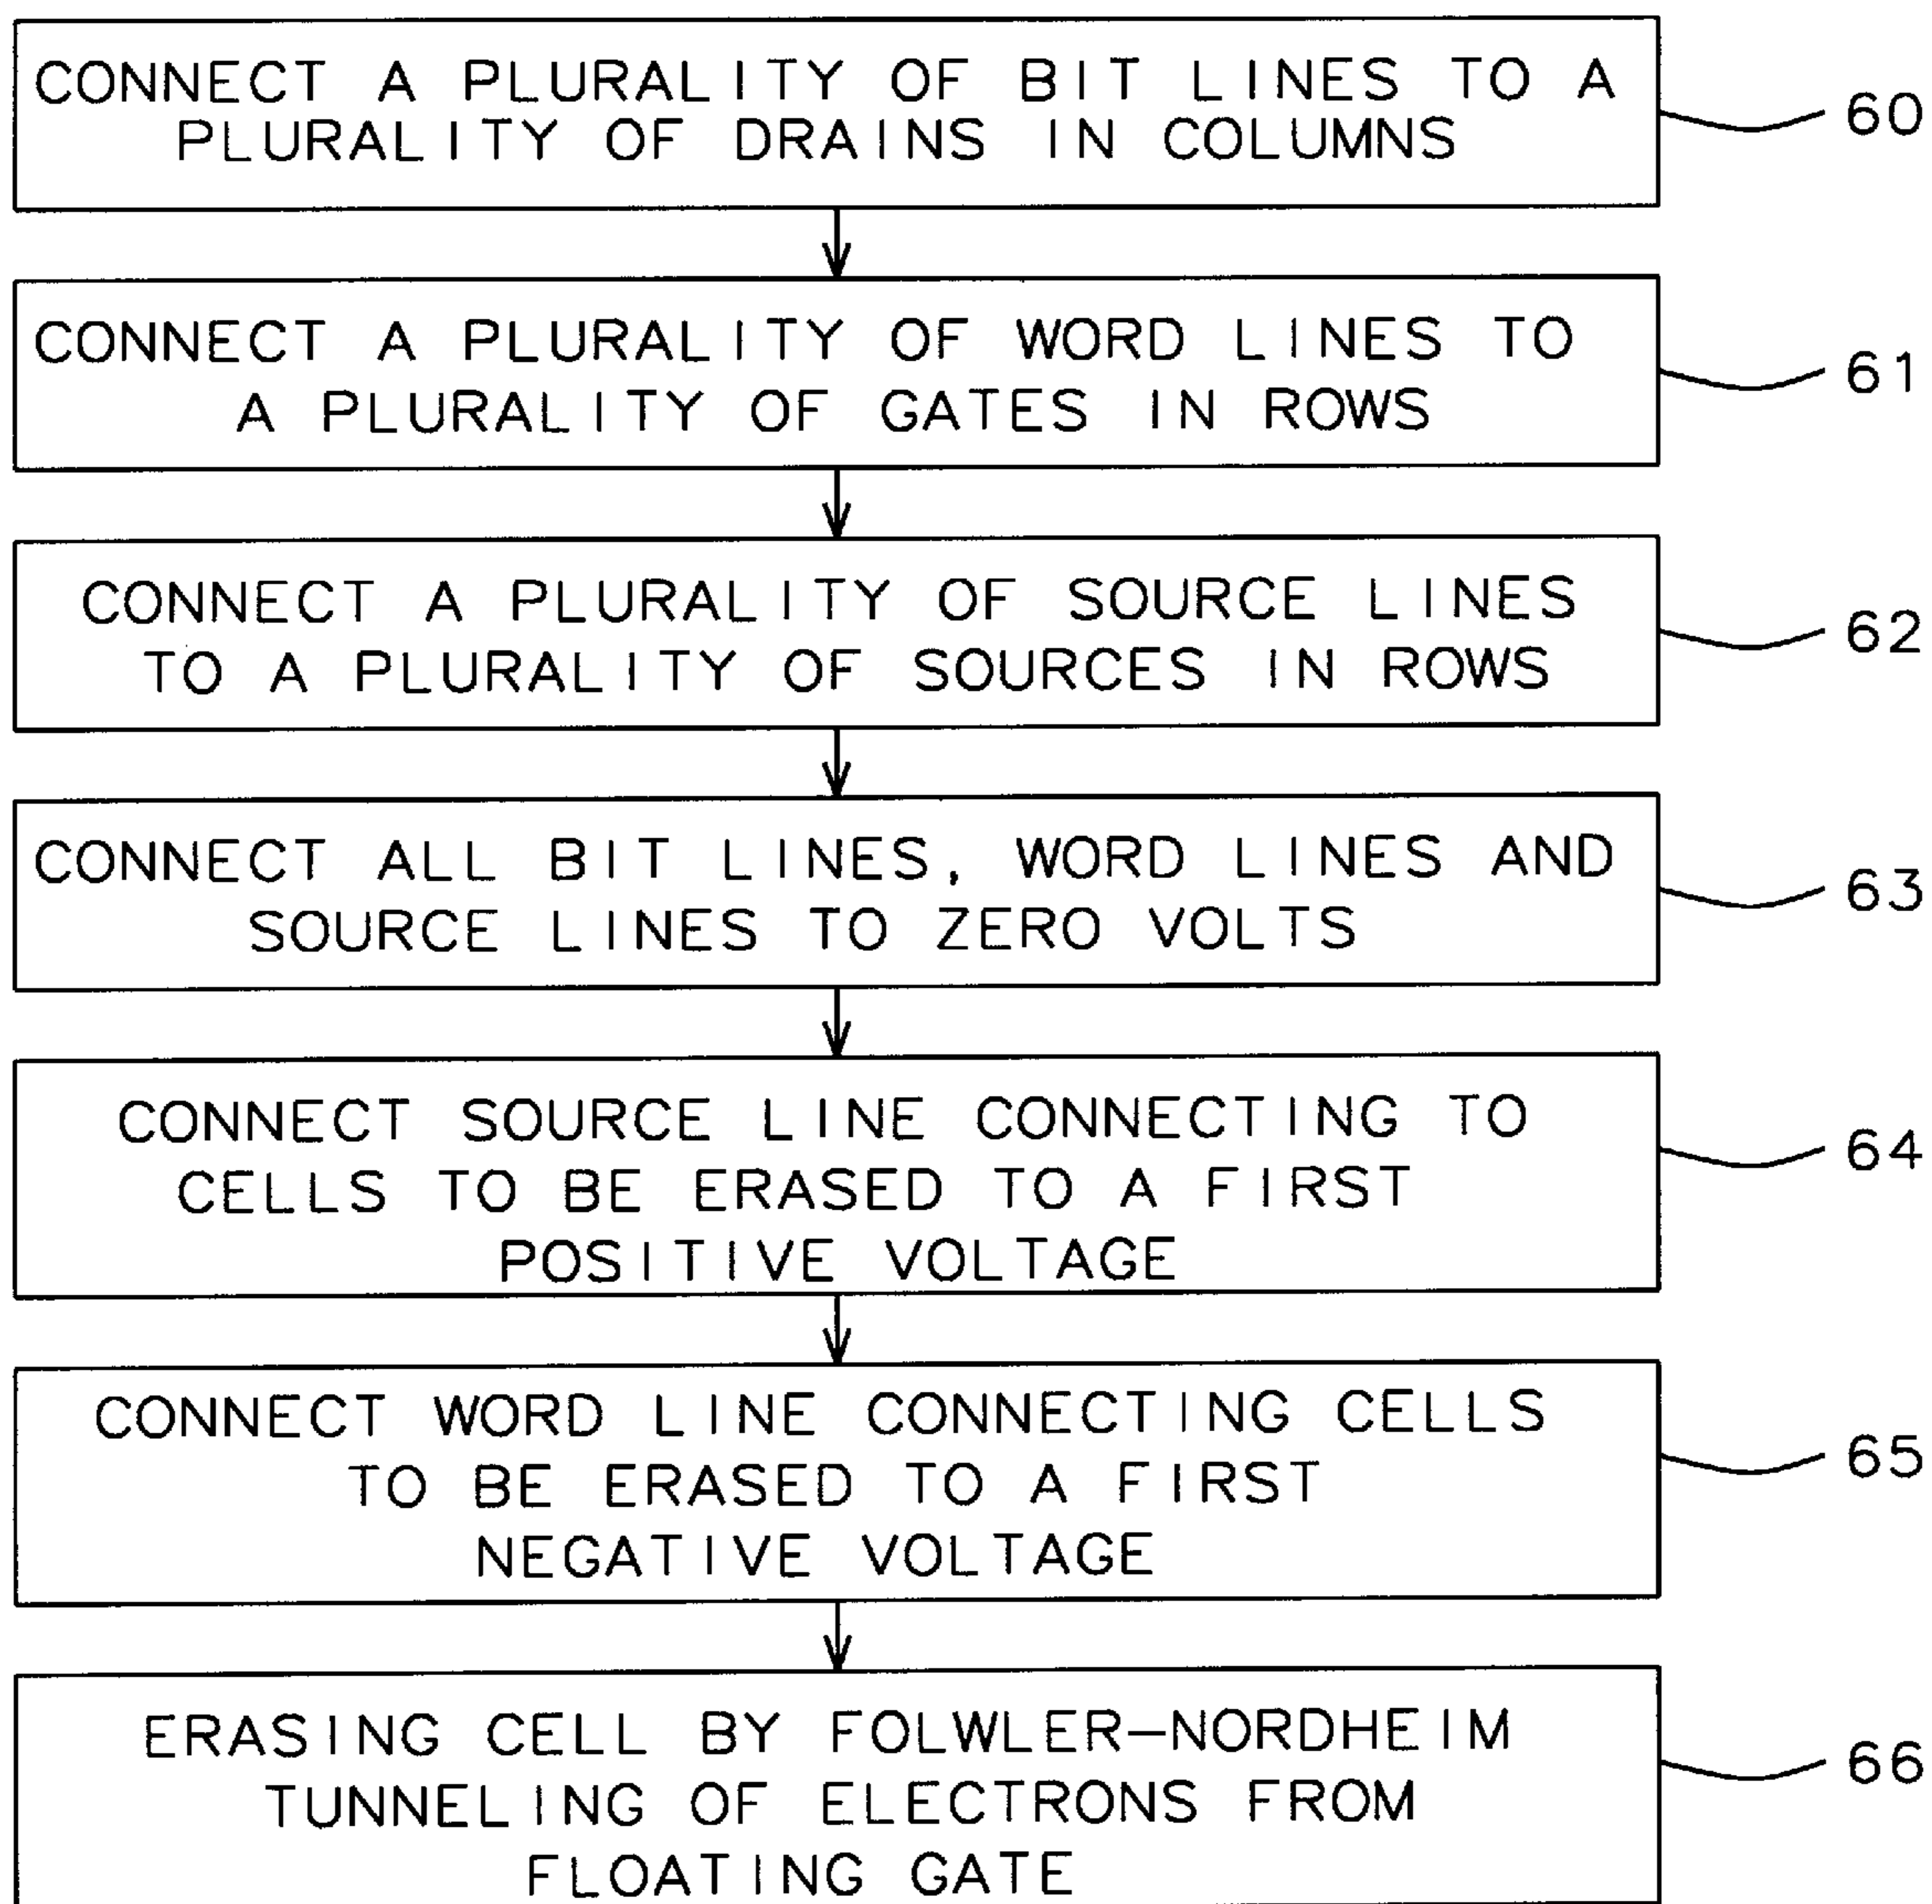 CONNECT A PLURALITY OF BIT LINES TO A
PLURALITY OF DRAINS IN COLUMNS
60
CONNECT A PLURALITY OF WORD LINES TO
A PLURALITY OF GATES IN ROWS
61
CONNECT A PLURALITY OF SOURCE LINES
TO A PLURALITY OF SOURCES IN ROWS
62
CONNECT ALL BIT LINES, WORD LINES AND
SOURCE LINES TO ZERO VOLTS
63
CONNECT SOURCE LINE CONNECTING TO
CELLS TO BE ERASED TO A FIRST
POSITIVE VOLTAGE
64
CONNECT WORD LINE CONNECTING CELLS
TO BE ERASED TO A FIRST
NEGATIVE VOLTAGE
65
ERASING CELL BY FOLWLER-NORDHEIM
TUNNELING OF ELECTRONS FROM
FLOATING GATE
66